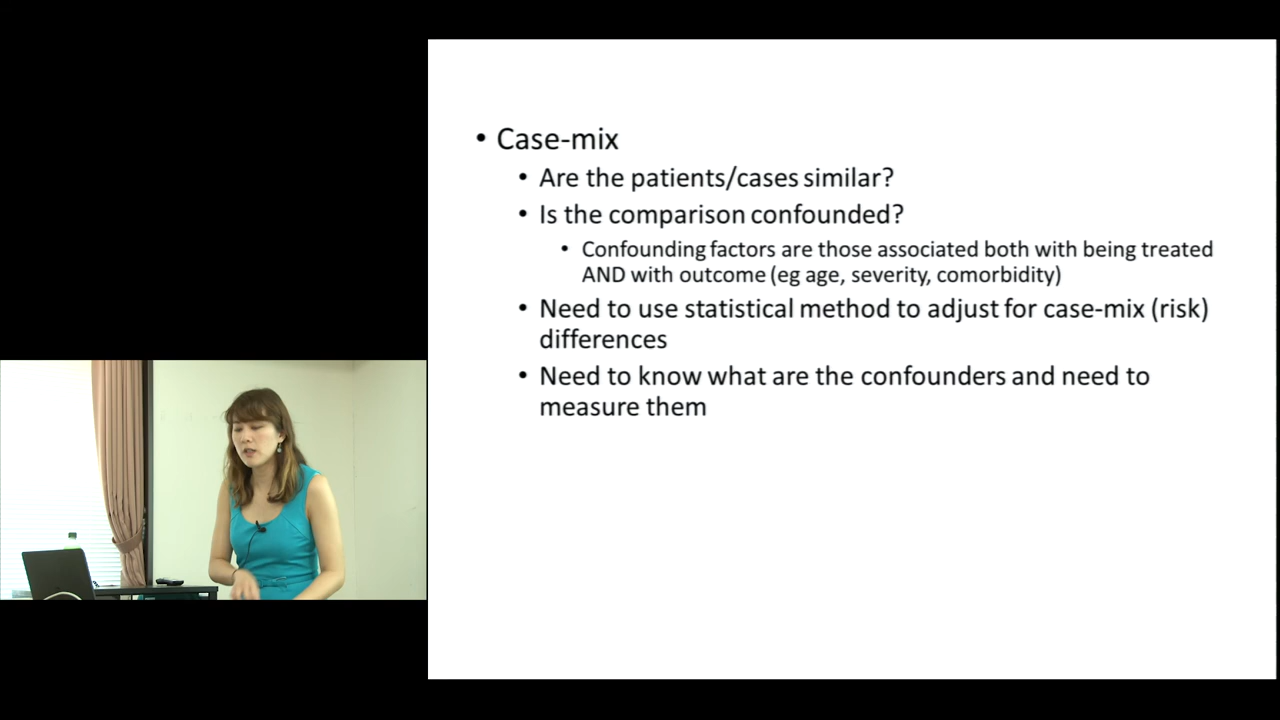 • Case-mix
• Are the patients/cases similar?
• Is the comparison confounded?
• Confounding factors are those associated both with being treated
AND with outcome (eg age, severity, comorbidity)
• Need to use statistical method to adjust for case-mix (risk)
differences
• Need to know what are the confounders and need to
measure them